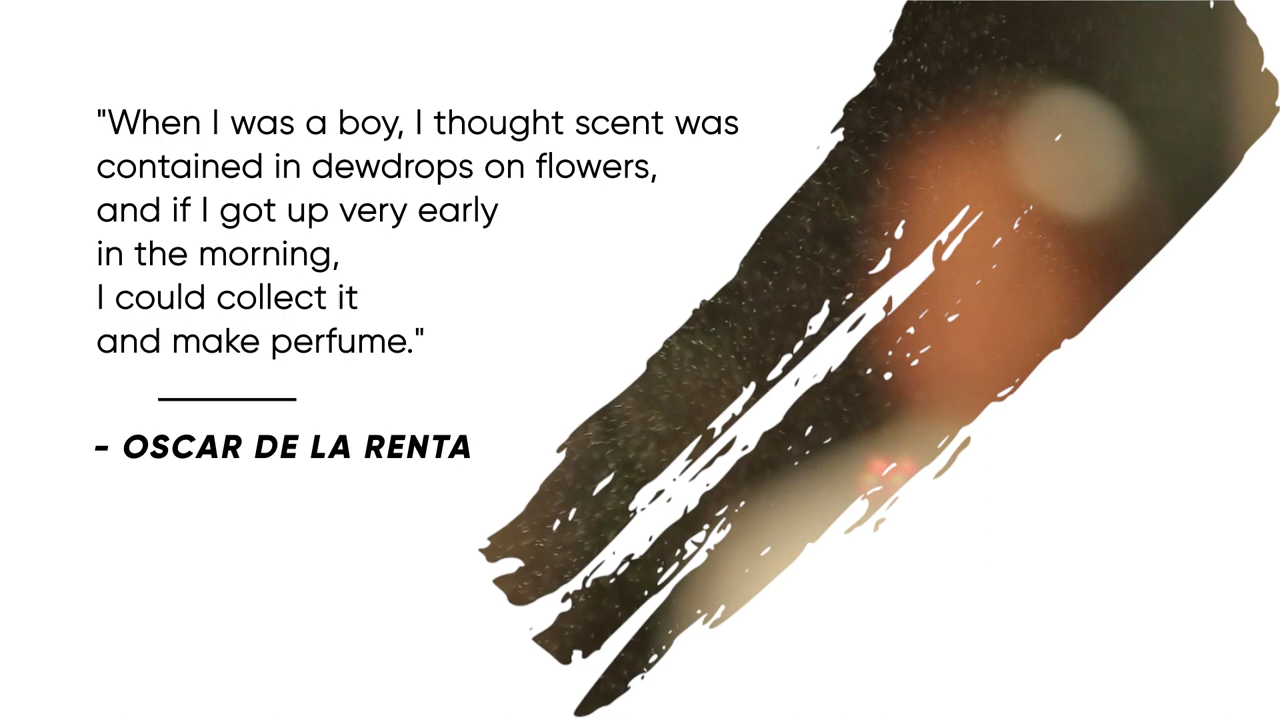 "When I was a boy, I thought scent was
contained in dewdrops on flowers,
and if I got up very early
in the morning,
I could collect it
and make perfume."
- OSCAR DE LA RENTA